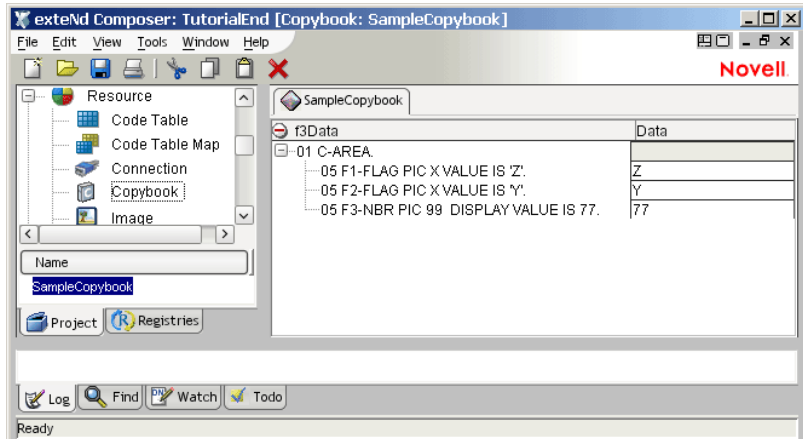 exteNd Composer: TutorialEnd [Copybook: SampleCopybook]
File Edit View Tools Window Help
Novell.
Resource
Code Table
Code Table Map
Connection
Copybook
Image
Name
SampleCopybook
Project
Registries
SampleCopybook
f3Data Data
01 C-AREA.
05 F1-FLAG PIC X VALUE IS 'Z'. Z
05 F2-FLAG PIC X VALUE IS 'Y'. Y
05 F3-NBR PIC 99 DISPLAY VALUE IS 77. 77
Log Find Watch Todo
Ready